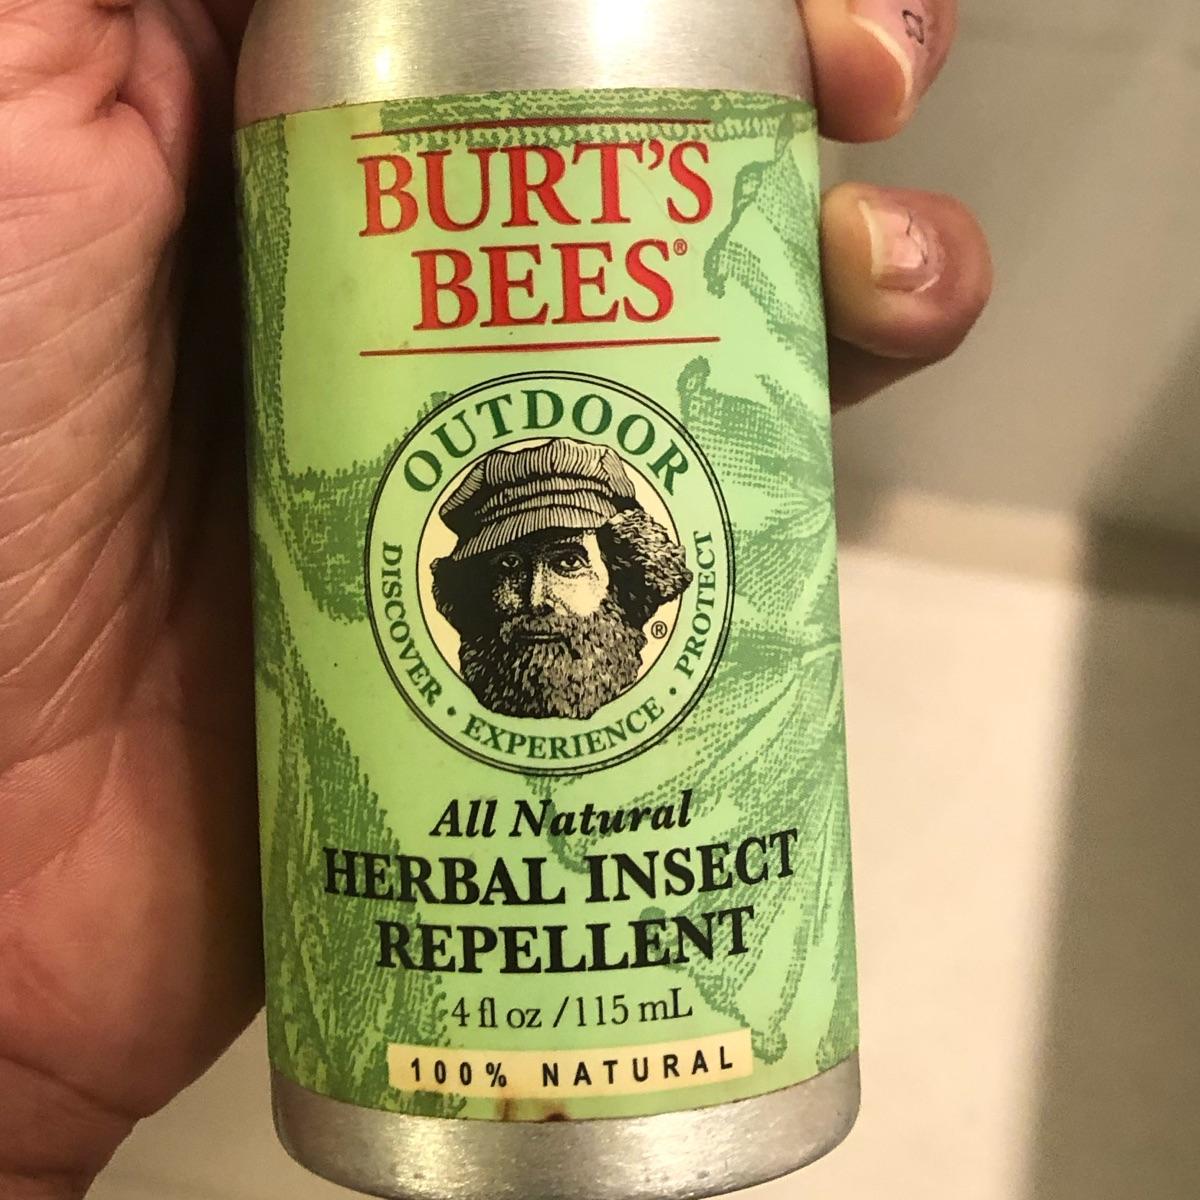 BURT'S
BEES®
OUTDOOR
DISCOVER · EXPERIENCE · PROTECT
®
All Natural
HERBAL INSECT
REPELLENT
4 fl oz / 115 mL
100% NATURAL